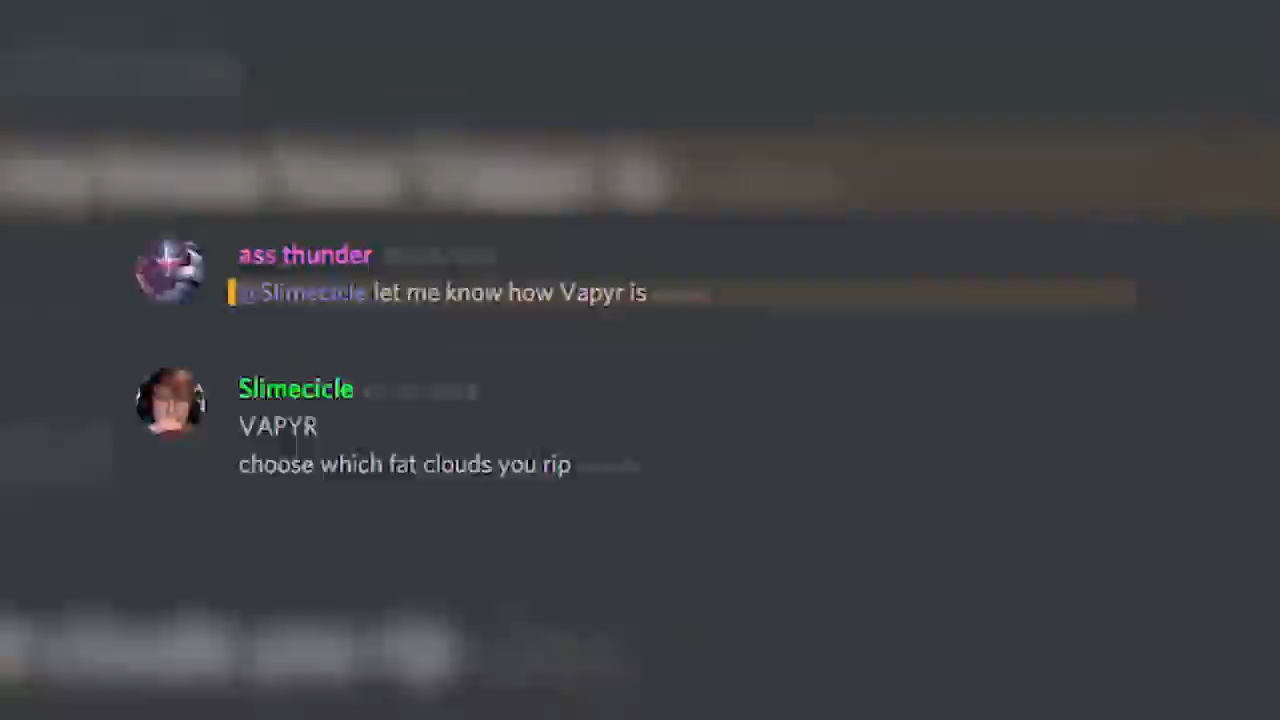 ass thunder
@Slimecicle let me know how Vapyr is
Slimecicle
VAPYR
choose which fat clouds you rip